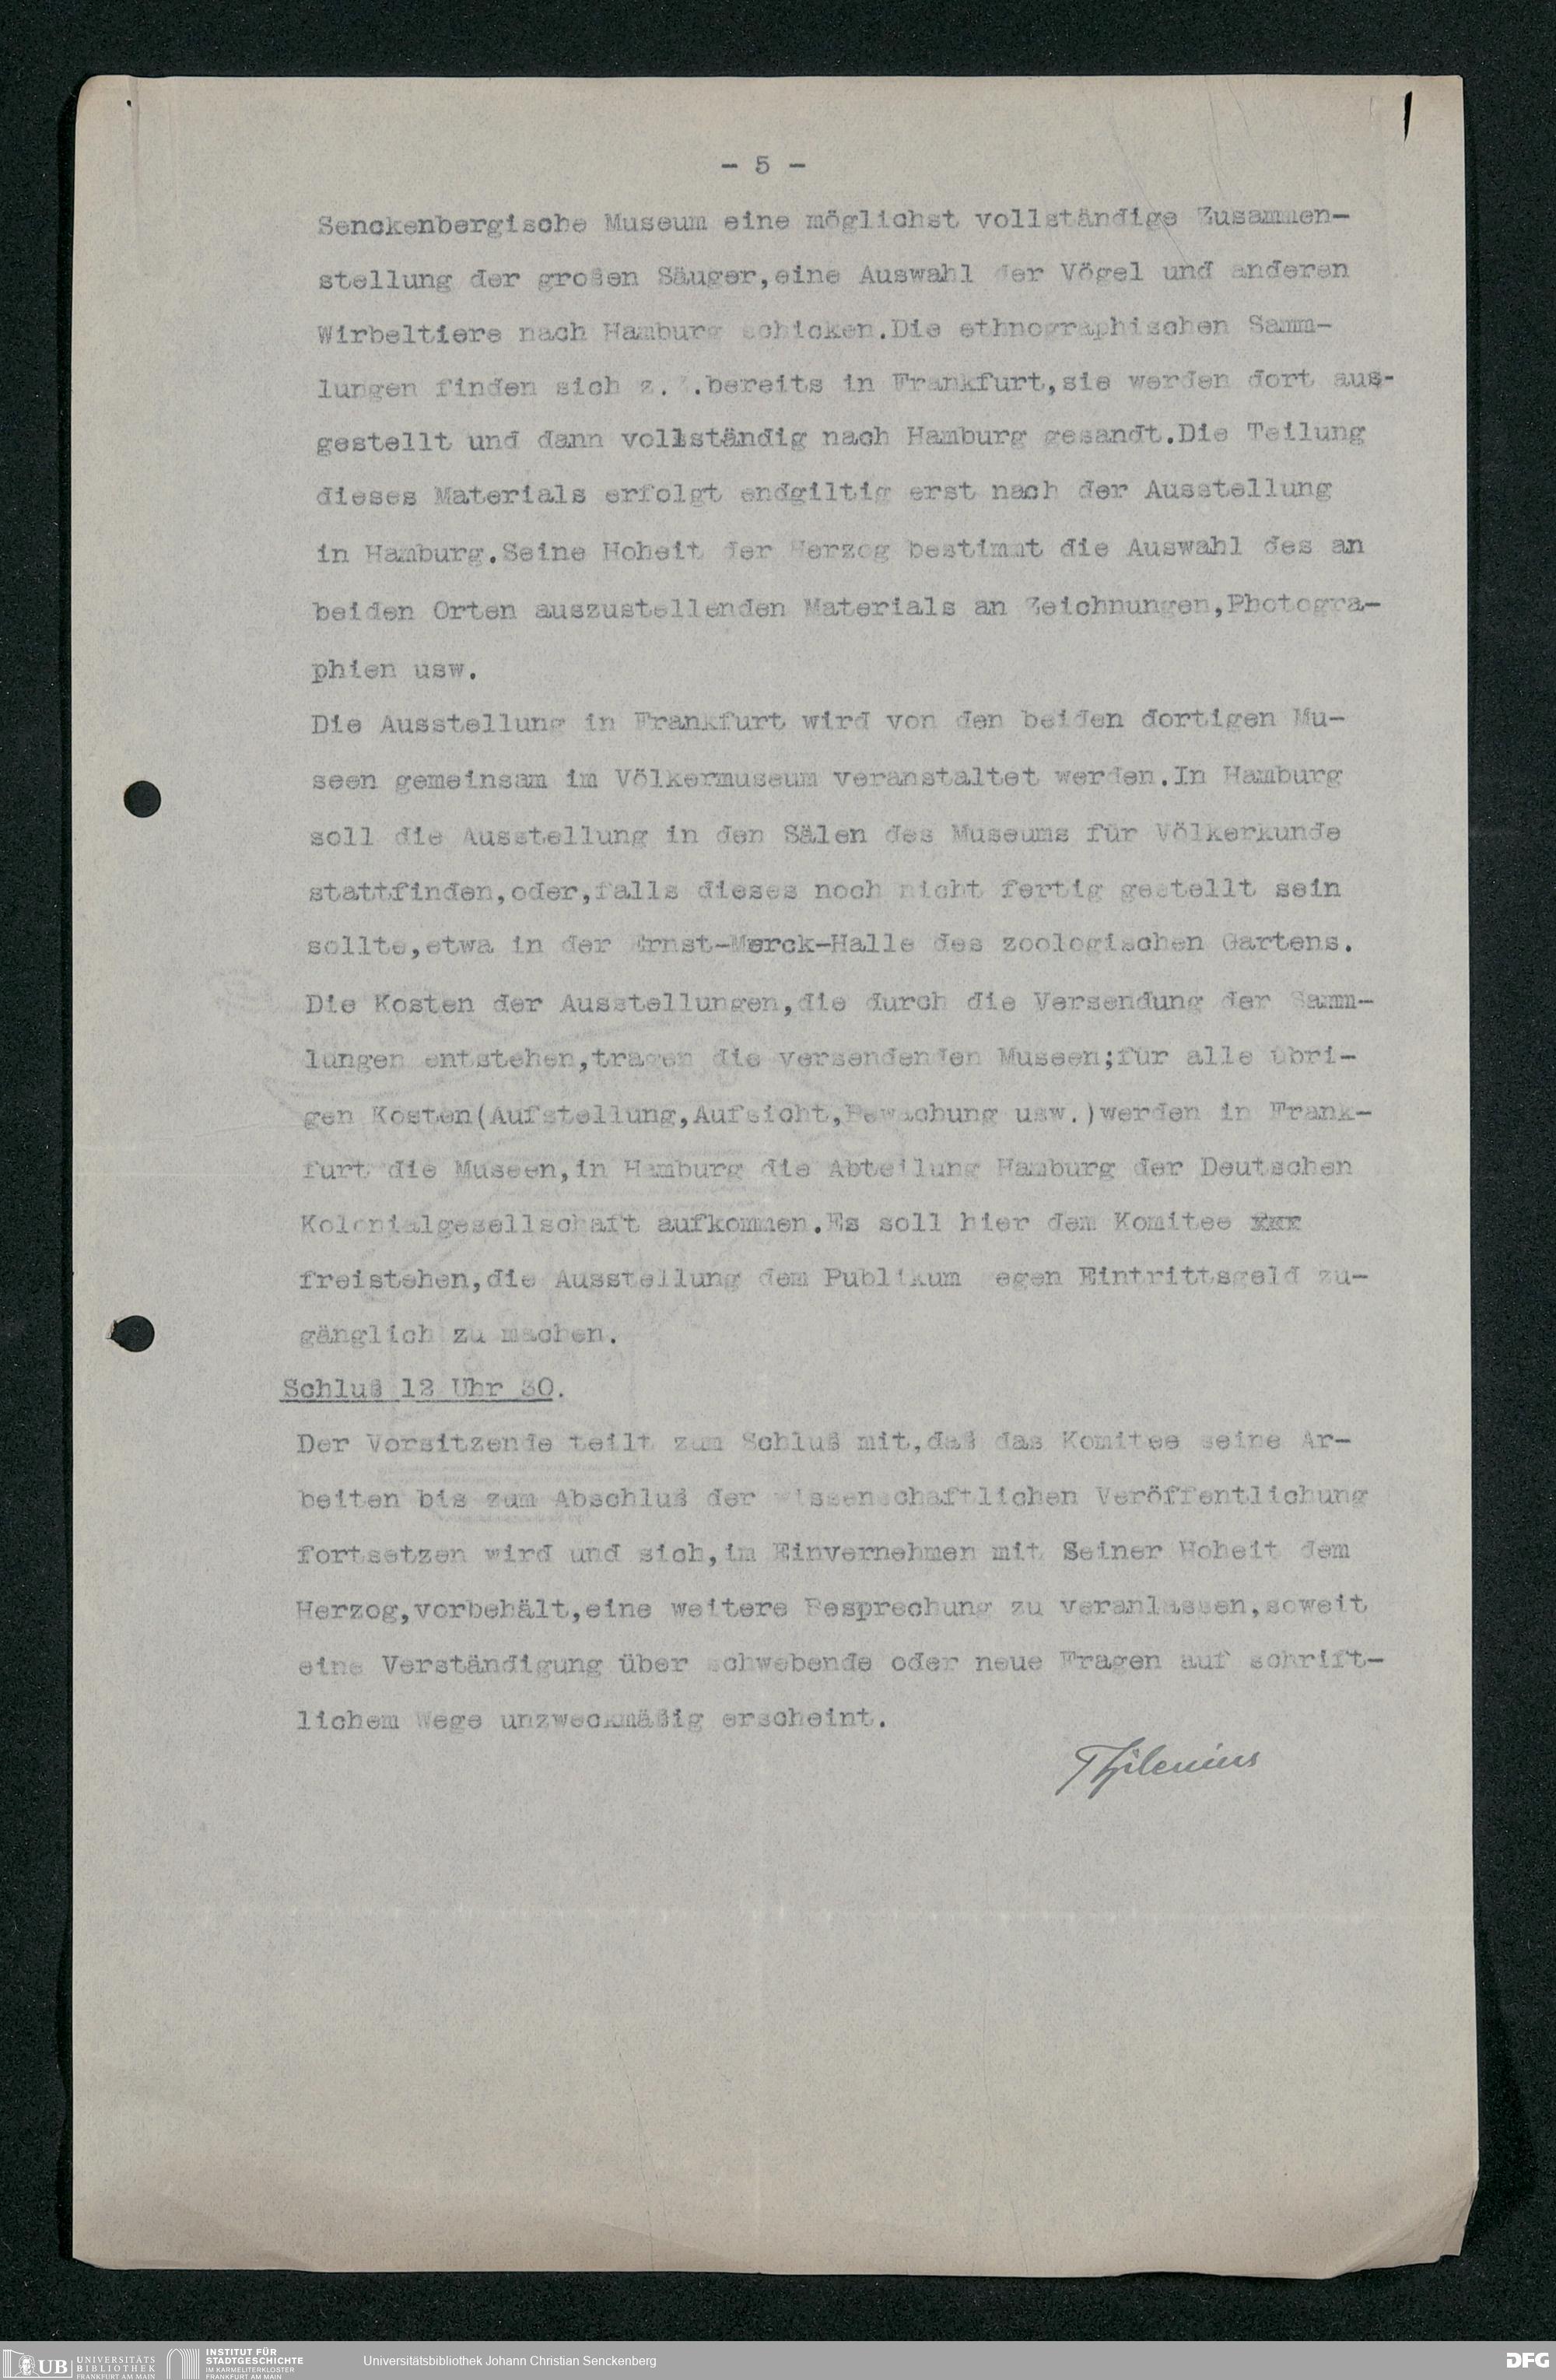 - 5 -
Senckenbergische Museum eine möglichst vollständige Zusammen-
stellung der großen Säuger,eine Auswahl der Vögel und anderen
Wirbeltiere nach Hamburg schicken.Die ethnographischen Samm-
lungen finden sich z. Z.bereits in Frankfurt,sie werden dort aus-
gestellt und dann vollständig nach Hamburg gesandt.Die Teilung
dieses Materials erfolgt endgiltig erst nach der Ausstellung
in Hamburg.Seine Hoheit der Herzog bestimmt die Auswahl des an
beiden Orten auszustellenden Materials an Zeichnungen,Photogra-
phien usw.
Die Ausstellung in Frankfurt wird von den beiden dortigen Mu-
seen gemeinsam im Völkermuseum veranstaltet werden.In Hamburg
soll die Ausstellung in den Sälen des Museums für Völkerkunde
stattfinden,oder,falls dieses noch nicht fertig gestellt sein
sollte,etwa in der Ernst-Merck-Halle des zoologischen Gartens.
Die Kosten der Ausstellungen,die durch die Versendung der Samm-
lungen entstehen,tragen die versendenden Museen;für alle übri-
gen Kosten(Aufstellung,Aufsicht,Bewachung usw.)werden in Frank-
furt die Museen,in Hamburg die Abteilung Hamburg der Deutschen
Kolonialgesellschaft aufkommen.Es soll hier dem Komitee xxx
freistehen,die Ausstellung dem Publikum gegen Eintrittsgeld zu-
gänglich zu machen.
Schluß 12 Uhr 30.
Der Vorsitzende teilt zum Schluß mit,daß das Komitee seine Ar-
beiten bis zum Abschluß der wissenschaftlichen Veröffentlichung
fortsetzen wird und sich,im Einvernehmen mit Seiner Hoheit dem
Herzog,vorbehält,eine weitere Besprechung zu veranlassen,soweit
eine Verständigung über schwebende oder neue Fragen auf schrift-
lichem Wege unzweckmäßig erscheint.
Thilenius
UB UNIVERSITÄTS
BIBLIOTHEK
FRANKFURT AM MAIN
INSTITUT FÜR
STADTGESCHICHTE
IM KARMELITERKLOSTER
FRANKFURT AM MAIN
Universitätsbibliothek Johann Christian Senckenberg
DFG